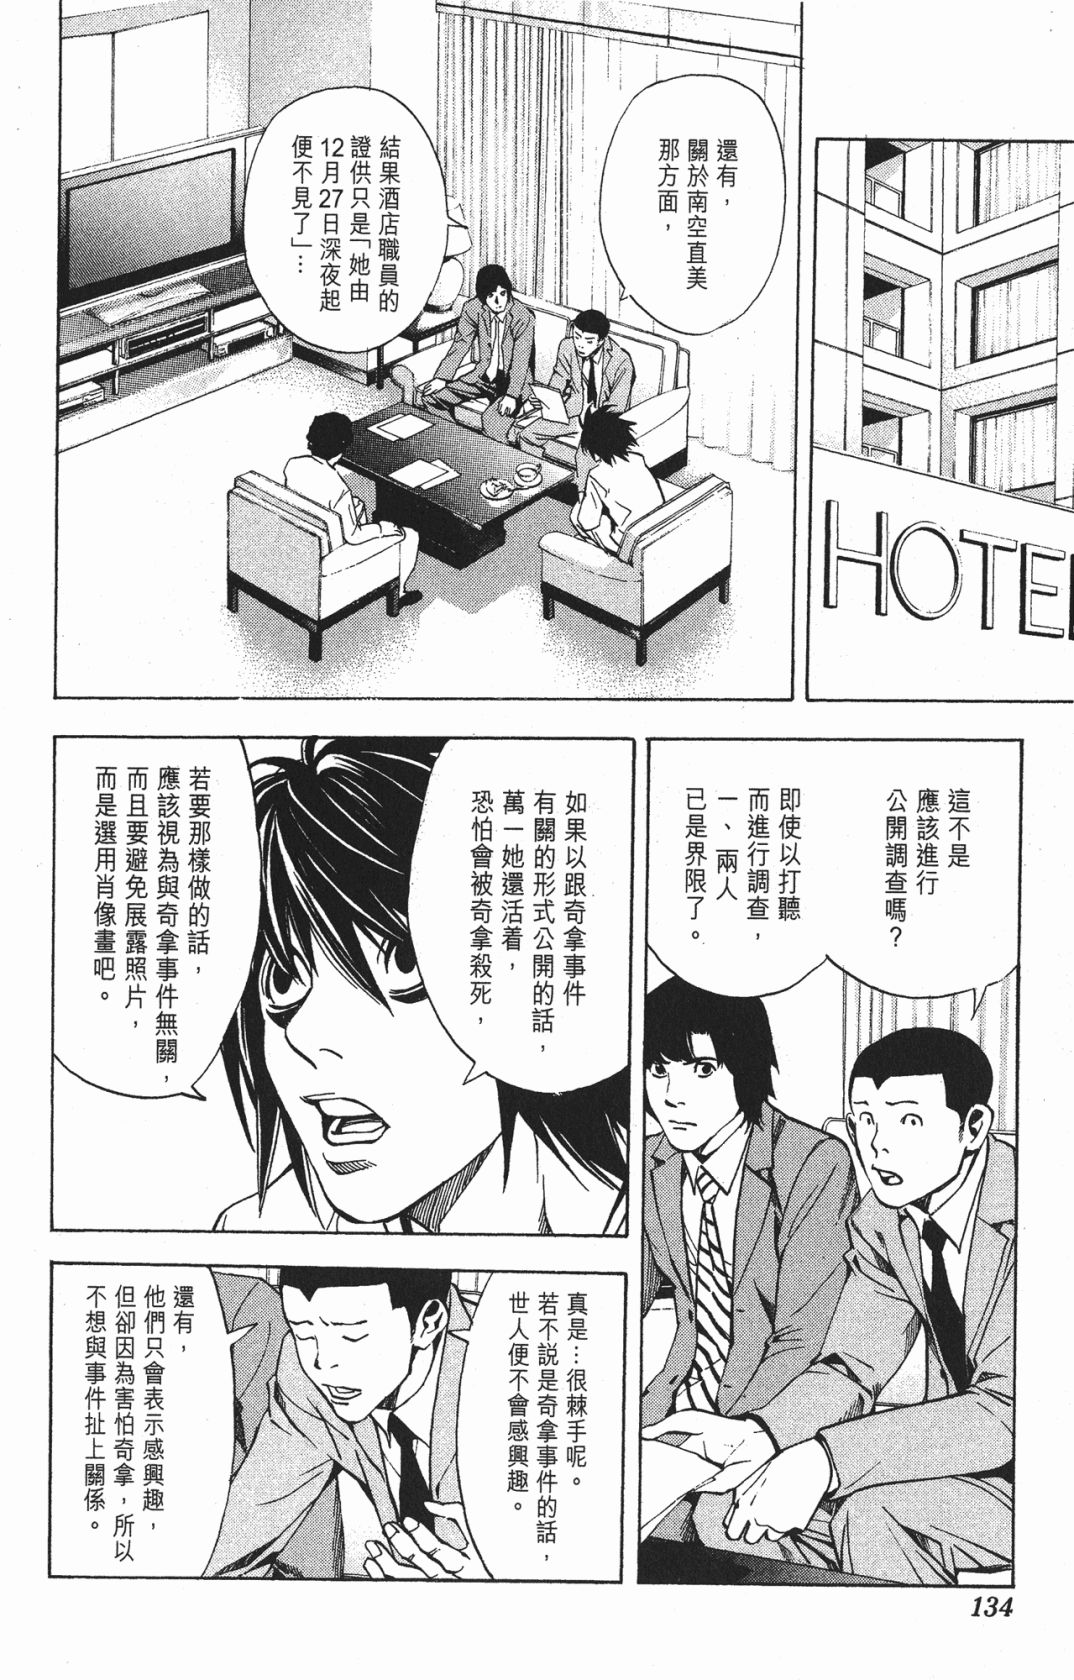 HOTE
還有，
關於南空直美
那方面，
結果酒店職員的
證供只是「她由
12月27日深夜起
便不見了」…
這不是
應該進行
公開調查嗎？
即使以打聽
而進行調查，
一、兩人
已是界限了。
如果以跟奇拿事件
有關的形式公開的話，
萬一她還活着，
恐怕會被奇拿殺死，
若要那樣做的話，
應該視為與奇拿事件無關，
而且要避免展露照片，
而是選用肖像畫吧。
真是…很棘手呢。
若不說是奇拿事件的話，
世人便不會感興趣。
還有，
他們只會表示感興趣，
但卻因為害怕奇拿，所以
不想與事件扯上關係。
134